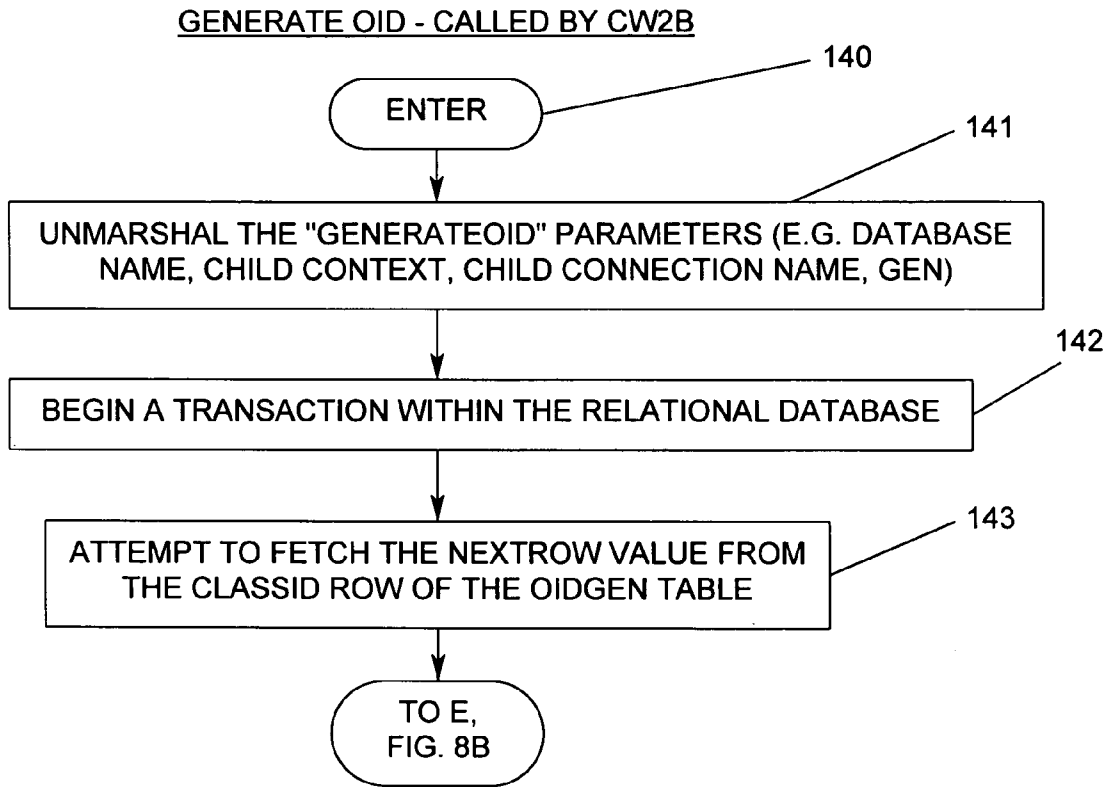 GENERATE OID - CALLED BY CW2B
140
ENTER
141
UNMARSHAL THE "GENERATEOID" PARAMETERS (E.G. DATABASE
NAME, CHILD CONTEXT, CHILD CONNECTION NAME, GEN)
142
BEGIN A TRANSACTION WITHIN THE RELATIONAL DATABASE
143
ATTEMPT TO FETCH THE NEXTROW VALUE FROM
THE CLASSID ROW OF THE OIDGEN TABLE
TO E,
FIG. 8B